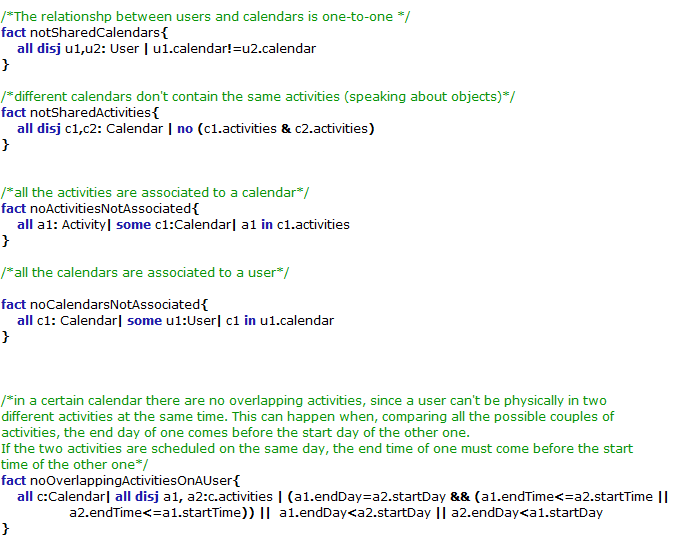 /*The relationshp between users and calendars is one-to-one */
fact notSharedCalendars{
all disj u1,u2: User | u1.calendar!=u2.calendar
}
/*different calendars don't contain the same activities (speaking about objects)*/
fact notSharedActivities{
all disj c1,c2: Calendar | no (c1.activities & c2.activities)
}
/*all the activities are associated to a calendar*/
fact noActivitiesNotAssociated{
all a1: Activity| some c1:Calendar| a1 in c1.activities
}
/*all the calendars are associated to a user*/
fact noCalendarsNotAssociated{
all c1: Calendar| some u1:User| c1 in u1.calendar
}
/*in a certain calendar there are no overlapping activities, since a user can't be physically in two
different activities at the same time. This can happen when, comparing all the possible couples of
activities, the end day of one comes before the start day of the other one.
If the two activities are scheduled on the same day, the end time of one must come before the start
time of the other one*/
fact noOverlappingActivitiesOnAUser{
all c:Calendar| all disj a1, a2:c.activities | (a1.endDay=a2.startDay && (a1.endTime<=a2.startTime ||
a2.endTime<=a1.startTime)) || a1.endDay<a2.startDay || a2.endDay<a1.startDay
}